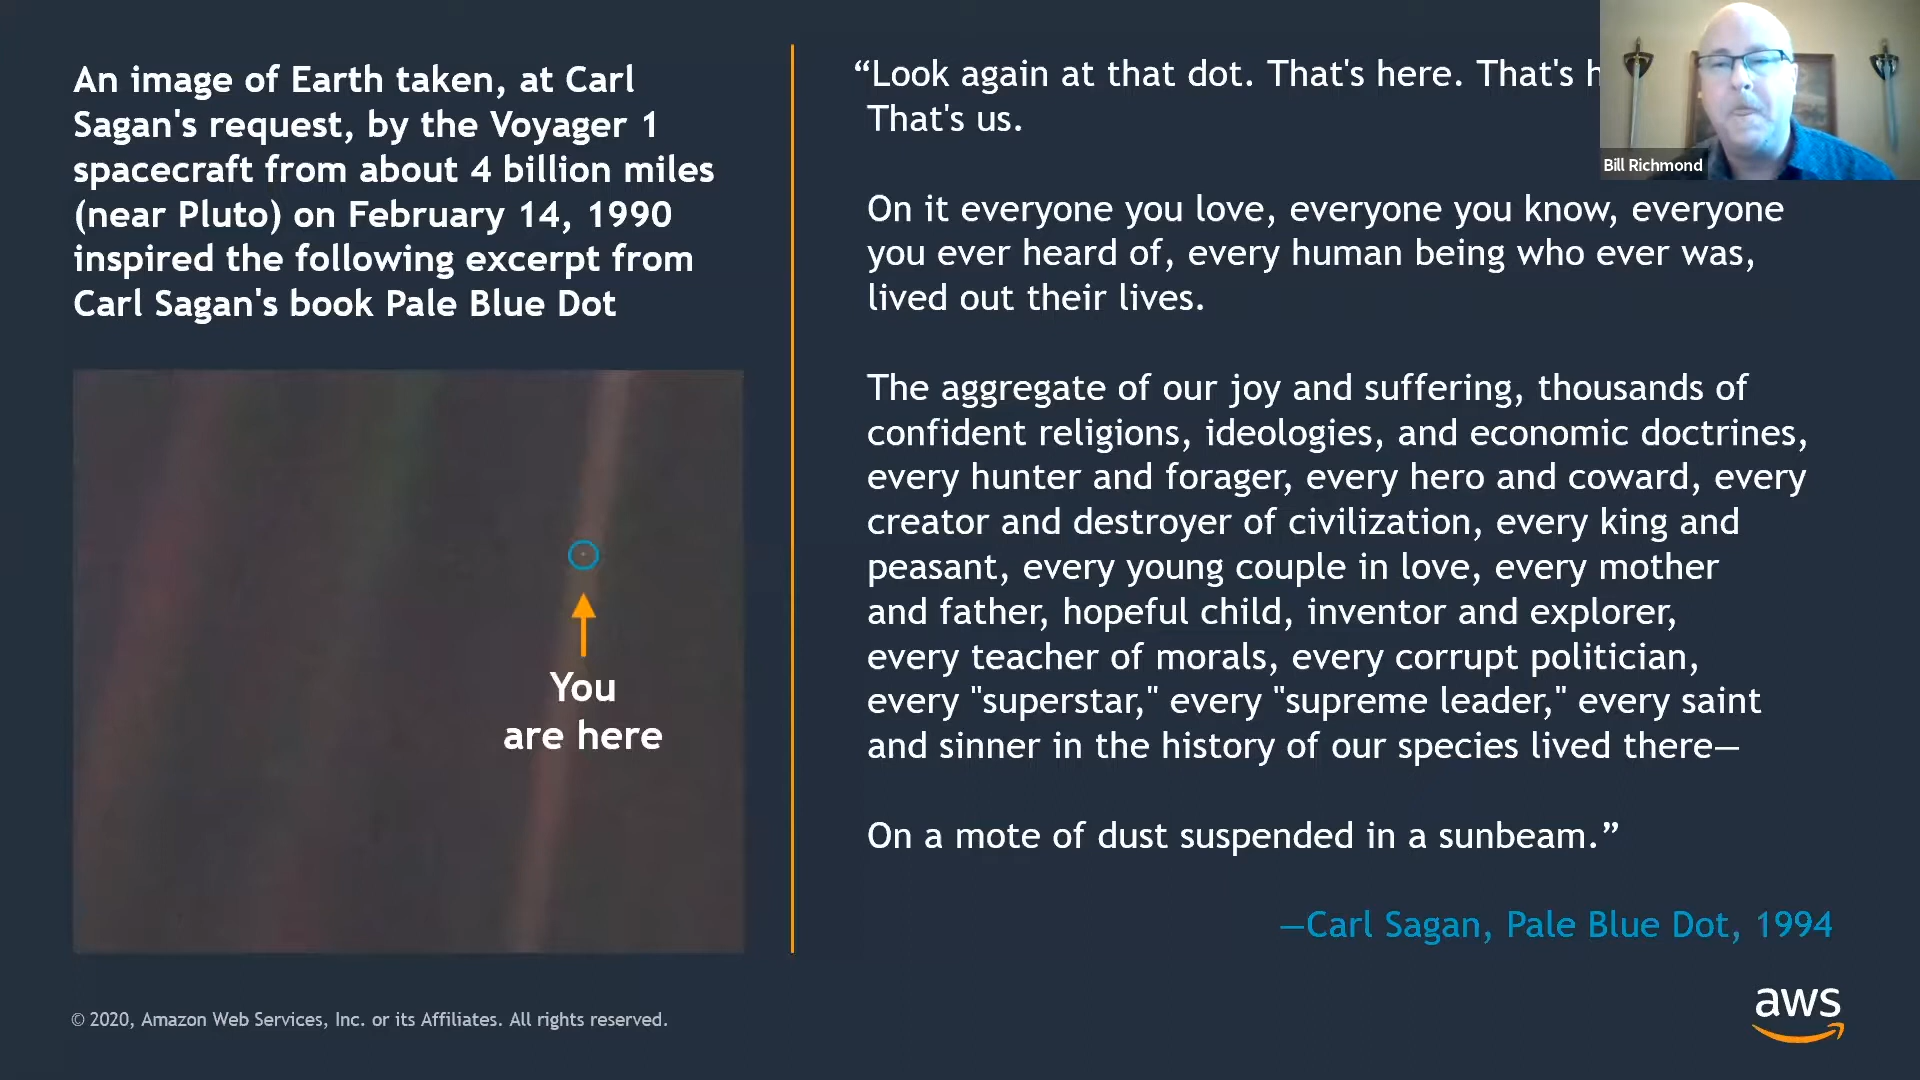 An image of Earth taken, at Carl
Sagan's request, by the Voyager 1
spacecraft from about 4 billion miles
(near Pluto) on February 14, 1990
inspired the following excerpt from
Carl Sagan's book Pale Blue Dot
You
are here
“Look again at that dot. That's here. That's
That's us.
On it everyone you love, everyone you know, everyone
you ever heard of, every human being who ever was,
lived out their lives.
The aggregate of our joy and suffering, thousands of
confident religions, ideologies, and economic doctrines,
every hunter and forager, every hero and coward, every
creator and destroyer of civilization, every king and
peasant, every young couple in love, every mother
and father, hopeful child, inventor and explorer,
every teacher of morals, every corrupt politician,
every "superstar," every "supreme leader," every saint
and sinner in the history of our species lived there—
On a mote of dust suspended in a sunbeam.”
—Carl Sagan, Pale Blue Dot, 1994
Bill Richmond
© 2020, Amazon Web Services, Inc. or its Affiliates. All rights reserved.
aws